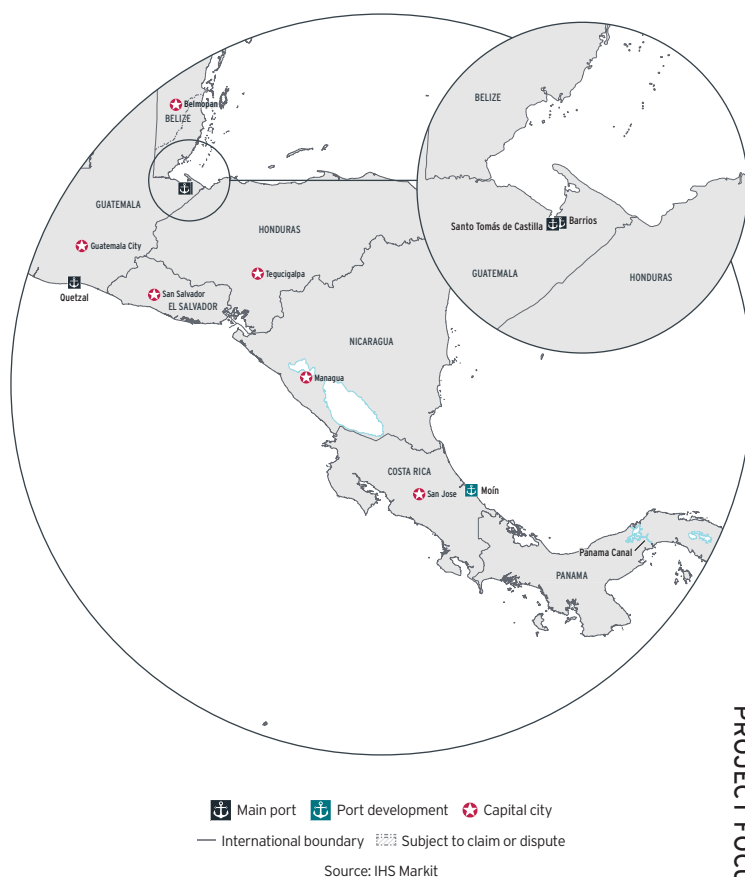 BELIZE
Belmopan
BELIZE
GUATEMALA
Santo Tomás de Castilla
Barrios
HONDURAS
Guatemala City
GUATEMALA
HONDURAS
Tegucigalpa
Quetzal
San Salvador
EL SALVADOR
NICARAGUA
Managua
COSTA RICA
San Jose
Moín
Panama Canal
PANAMA
PROJECT FOCU
Main port
Port development
Capital city
International boundary
Subject to claim or dispute
Source: IHS Markit